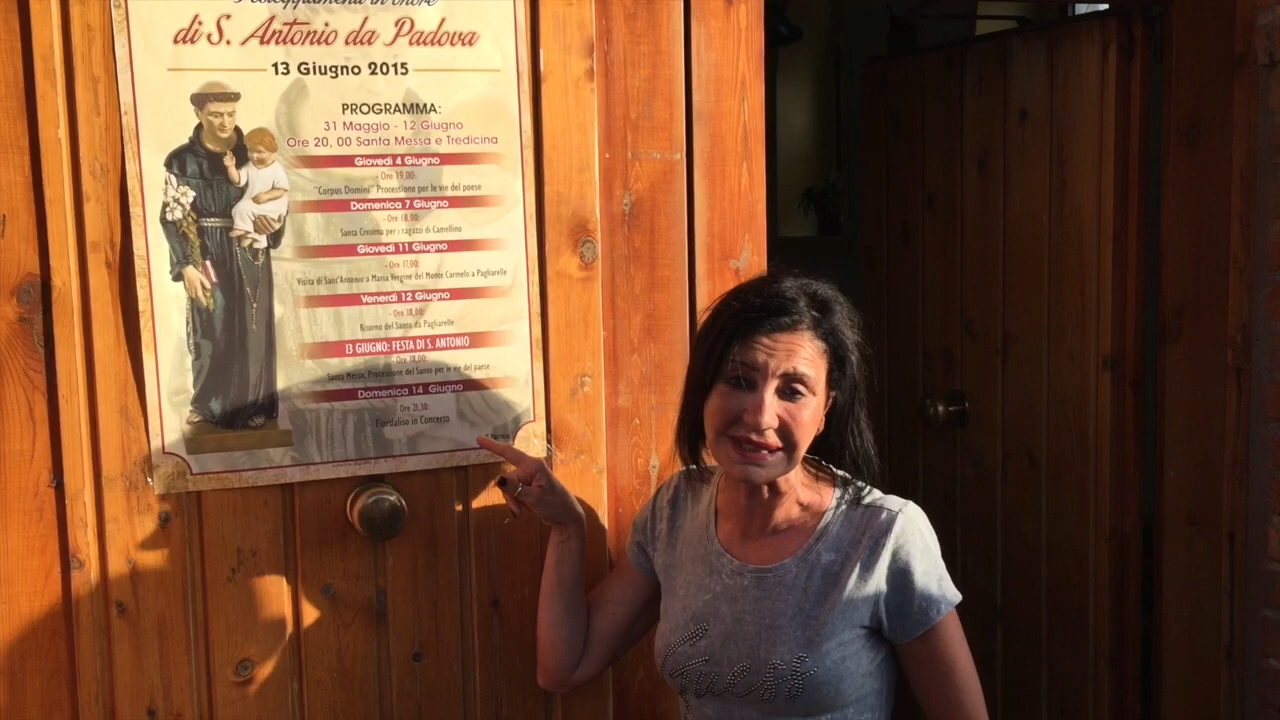 Festeggiamenti in onore
di S. Antonio da Padova
13 Giugno 2015
PROGRAMMA:
31 Maggio - 12 Giugno
Ore 20, 00 Santa Messa e Tredicina
Giovedì 4 Giugno
- Ore 19,00:
"Corpus Domini" Processione per le vie del paese
Domenica 7 Giugno
- Ore 18,00:
Santa Cresima per i ragazzi di Camellino
Giovedì 11 Giugno
- Ore 17,00:
Visita di Sant'Antonio a Maria Vergine del Monte Carmelo a Pagliarelle
Venerdì 12 Giugno
- Ore 18,00:
Ritorno del Santo da Pagliarelle
13 GIUGNO: FESTA DI S. ANTONIO
- Ore 18,00:
Santa Messa, Processione del Santo per le vie del paese
Domenica 14 Giugno
- Ore 21,30:
Fiordaliso in Concerto
Guess